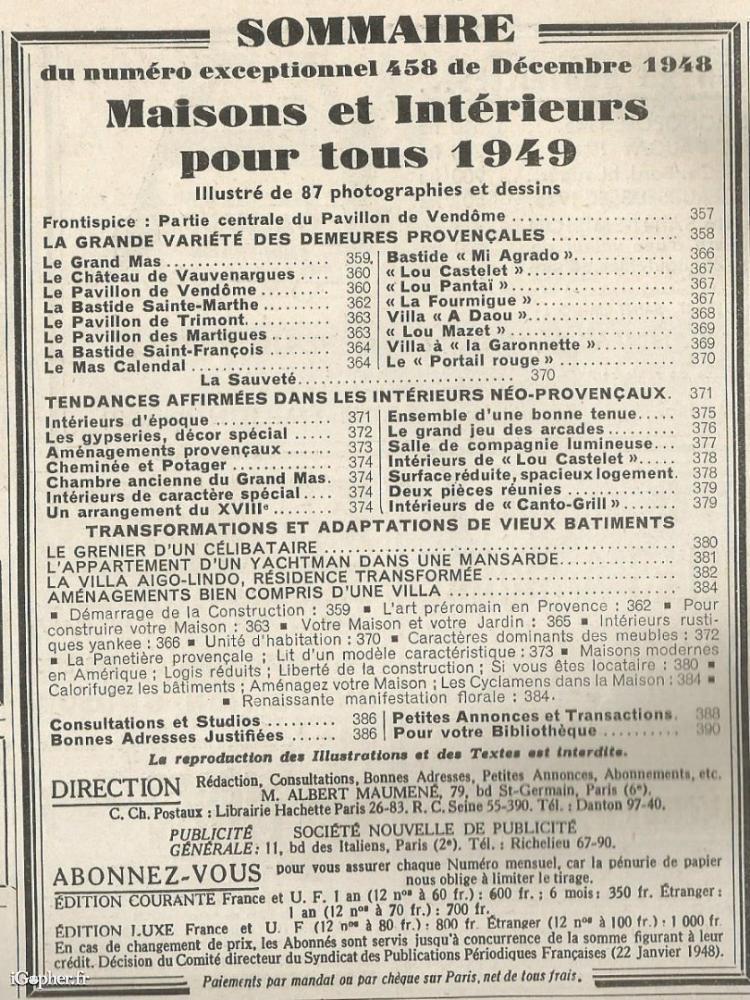 SOMMAIRE
du numéro exceptionnel 458 de Décembre 1948
Maisons et Intérieurs
pour tous 1949
Illustré de 87 photographies et dessins
Frontispice : Partie centrale du Pavillon de Vendôme .................... 357
LA GRANDE VARIÉTÉ DES DEMEURES PROVENÇALES .................... 358
Le Grand Mas .................... 359
Le Château de Vauvenargues .... 360
Le Pavillon de Vendôme ......... 360
La Bastide Sainte-Marthe ......... 362
Le Pavillon de Trimont........... 363
Le Pavillon des Martigues ........ 363
La Bastide Saint-François ........ 364
Le Mas Calendal ................. 364
Bastide « Mi Agrado »............ 366
« Lou Castelet »................. 367
« Lou Pantaï ».................. 367
« La Fourmigue »................ 367
Villa « A Daou »................ 368
« Lou Mazet »................... 369
Villa à « la Garonnette »......... 369
Le « Portail rouge » ............. 370
La Sauveté............................ 370
TENDANCES AFFIRMÉES DANS LES INTÉRIEURS NÉO-PROVENÇAUX. 371
Intérieurs d'époque .............. 371
Les gypseries, décor spécial ..... 372
Aménagements provençaux ....... 373
Cheminée et Potager ............. 374
Chambre ancienne du Grand Mas. 374
Intérieurs de caractère spécial.... 374
Un arrangement du XVIIIe ....... 374
Ensemble d'une bonne tenue..... 375
Le grand jeu des arcades......... 376
Salle de compagnie lumineuse... 377
Intérieurs de « Lou Castelet »..... 378
Surface réduite, spacieux logement. 378
Deux pièces réunies ............. 379
Intérieurs de « Canto-Grill »...... 379
TRANSFORMATIONS ET ADAPTATIONS DE VIEUX BATIMENTS
LE GRENIER D'UN CÉLIBATAIRE .................... 380
L'APPARTEMENT D'UN YACHTMAN DANS UNE MANSARDE............ 381
LA VILLA AIGO-LINDO, RÉSIDENCE TRANSFORMÉE .................... 382
AMÉNAGEMENTS BIEN COMPRIS D'UNE VILLA .................... 384
▪ Démarrage de la Construction : 359 ▪ L'art préroman en Provence : 362 ▪ Pour
construire votre Maison : 363 ▪ Votre Maison et votre Jardin : 365 ▪ Intérieurs rusti-
ques yankee : 366 ▪ Unité d'habitation : 370 ▪ Caractères dominants des meubles : 372
▪ La Panetière provençale ; Lit d'un modèle caractéristique : 373 ▪ Maisons modernes
en Amérique ; Logis réduits ; Liberté de la construction ; Si vous êtes locataire : 380 ▪
Calorifugez les bâtiments ; Aménagez votre Maison ; Les Cyclamens dans la Maison : 384 ▪
▪ Renaissante manifestation florale : 384.
Consultations et Studios ......... 386
Bonnes Adresses Justifiées ...... 386
Petites Annonces et Transactions. 388
Pour votre Bibliothèque .......... 390
La reproduction des Illustrations et des Textes est interdite.
DIRECTION Rédaction, Consultations, Bonnes Adresses, Petites Annonces, Abonnements, etc.
M. ALBERT MAUMENÉ, 79, bd St-Germain, Paris (6e).
C. Ch. Postaux : Librairie Hachette Paris 26-83. R. C. Seine 55-390. Tél. : Danton 97-40.
PUBLICITÉ SOCIÉTÉ NOUVELLE DE PUBLICITÉ
GÉNÉRALE : 11, bd des Italiens, Paris (2e). Tél. : Richelieu 67-90.
ABONNEZ-VOUS pour vous assurer chaque Numéro mensuel, car la pénurie de papier
nous oblige à limiter le tirage.
ÉDITION COURANTE France et U. F. 1 an (12 nos à 60 fr.) : 600 fr. ; 6 mois : 350 fr. Étranger :
1 an (12 nos à 70 fr.) : 700 fr.
ÉDITION LUXE France et U. F (12 nos à 80 fr.) : 800 fr. Étranger (12 nos à 100 fr.) : 1 000 fr
En cas de changement de prix, les Abonnés sont servis jusqu'à concurrence de la somme figurant à leur
crédit. Décision du Comité directeur du Syndicat des Publications Périodiques Françaises (22 Janvier 1948).
Paiements par mandat ou par chèque sur Paris, net de tous frais.
iGopher.fr